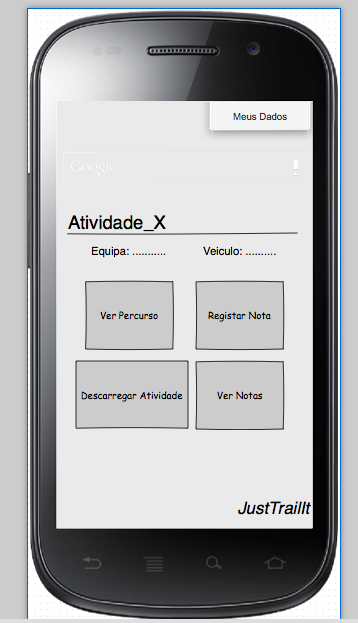 Meus Dados
Google
Atividade_X
Equipa: ........... Veiculo: ..........
Ver Percurso Registar Nota
Descarregar Atividade Ver Notas
JustTrailIt